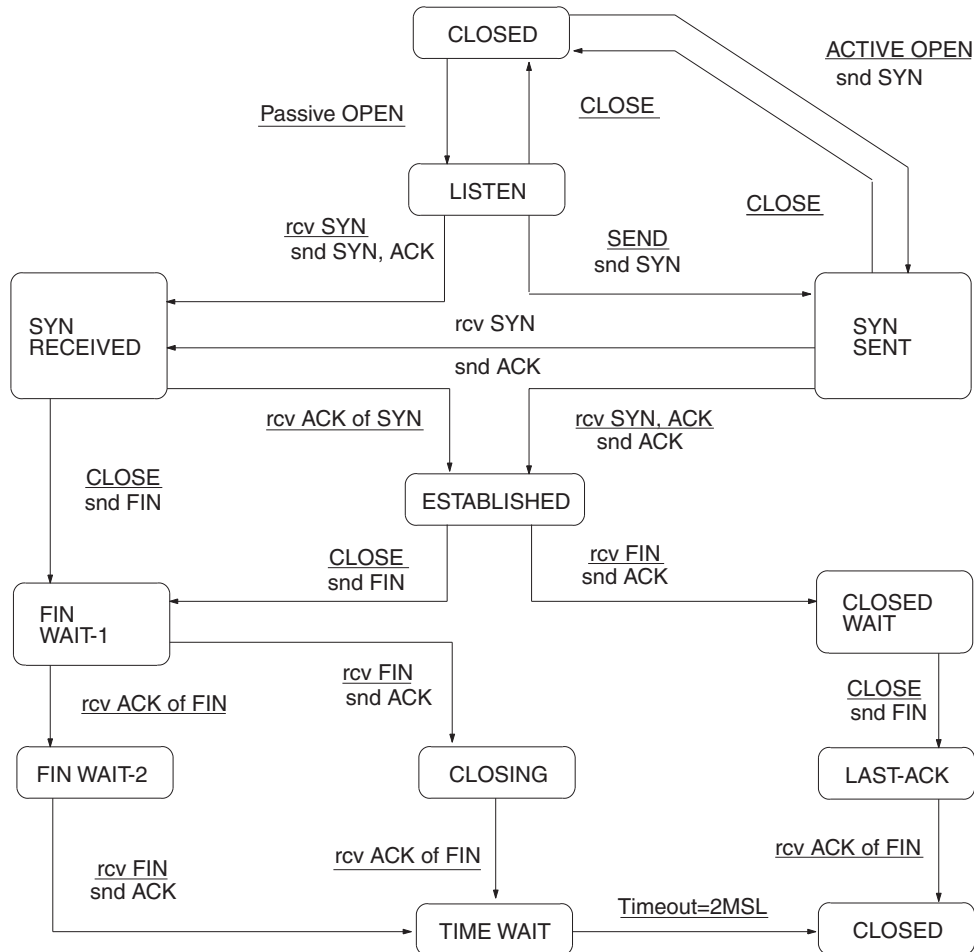 CLOSED
ACTIVE OPEN
snd SYN
Passive OPEN
CLOSE
LISTEN
CLOSE
rcv SYN
snd SYN, ACK
SEND
snd SYN
SYN
RECEIVED
rcv SYN
snd ACK
SYN
SENT
rcv ACK of SYN
rcv SYN, ACK
snd ACK
CLOSE
snd FIN
ESTABLISHED
CLOSE
snd FIN
rcv FIN
snd ACK
FIN
WAIT-1
CLOSED
WAIT
rcv ACK of FIN
rcv FIN
snd ACK
CLOSE
snd FIN
FIN WAIT-2
CLOSING
LAST-ACK
rcv FIN
snd ACK
rcv ACK of FIN
rcv ACK of FIN
TIME WAIT
Timeout=2MSL
CLOSED